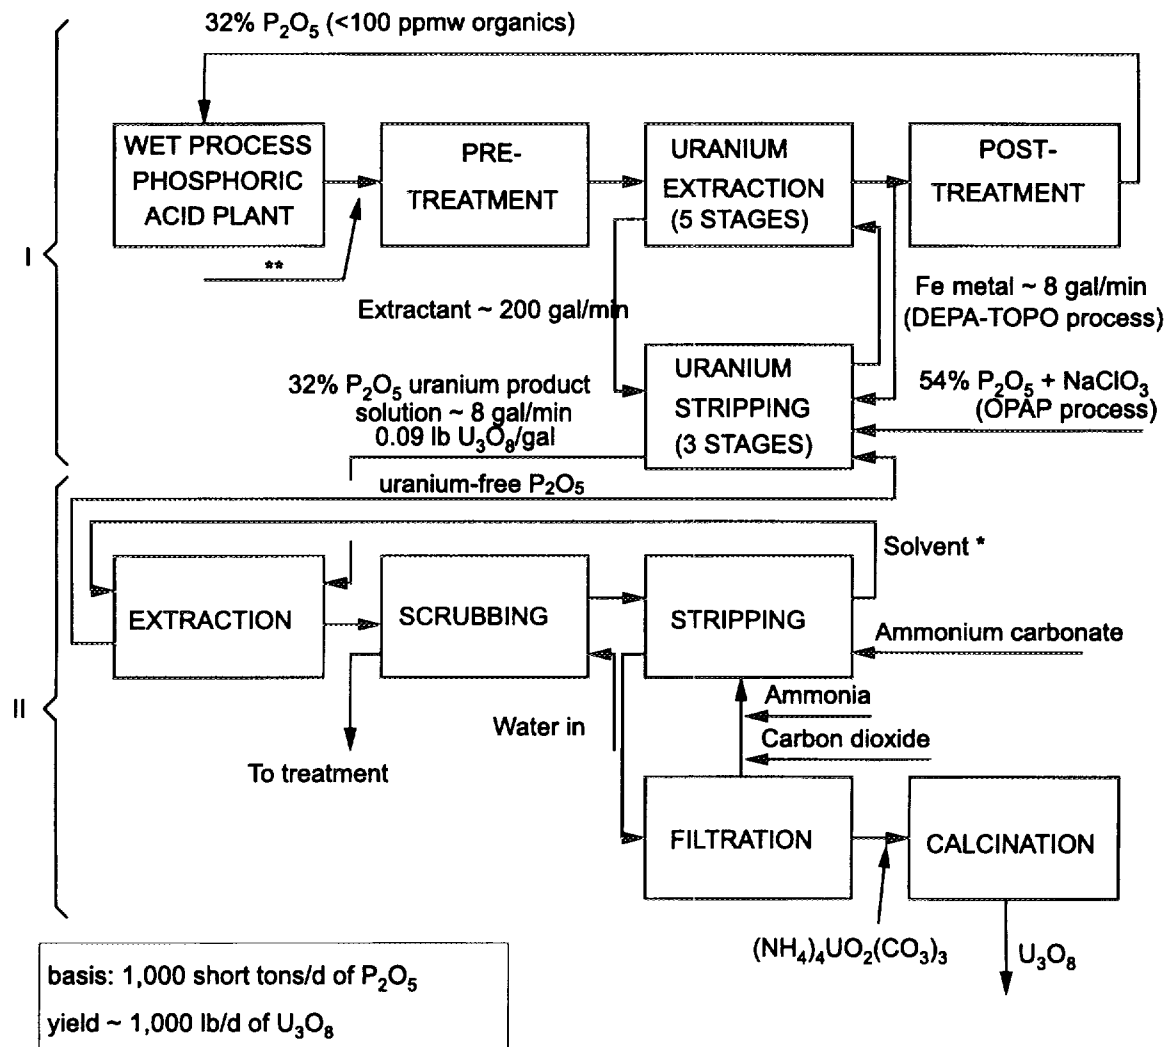 32% P₂O₅ (<100 ppmw organics)
WET PROCESS
PHOSPHORIC
ACID PLANT
PRE-
TREATMENT
URANIUM
EXTRACTION
(5 STAGES)
POST-
TREATMENT
I
**
Extractant ~ 200 gal/min
Fe metal ~ 8 gal/min
(DEPA-TOPO process)
32% P₂O₅ uranium product
solution ~ 8 gal/min
0.09 lb U₃O₈/gal
URANIUM
STRIPPING
(3 STAGES)
54% P₂O₅ + NaClO₃
(OPAP process)
uranium-free P₂O₅
Solvent *
EXTRACTION
SCRUBBING
STRIPPING
Ammonium carbonate
II
Water in
Ammonia
Carbon dioxide
To treatment
FILTRATION
CALCINATION
(NH₄)₄UO₂(CO₃)₃
U₃O₈
basis: 1,000 short tons/d of P₂O₅
yield ~ 1,000 lb/d of U₃O₈